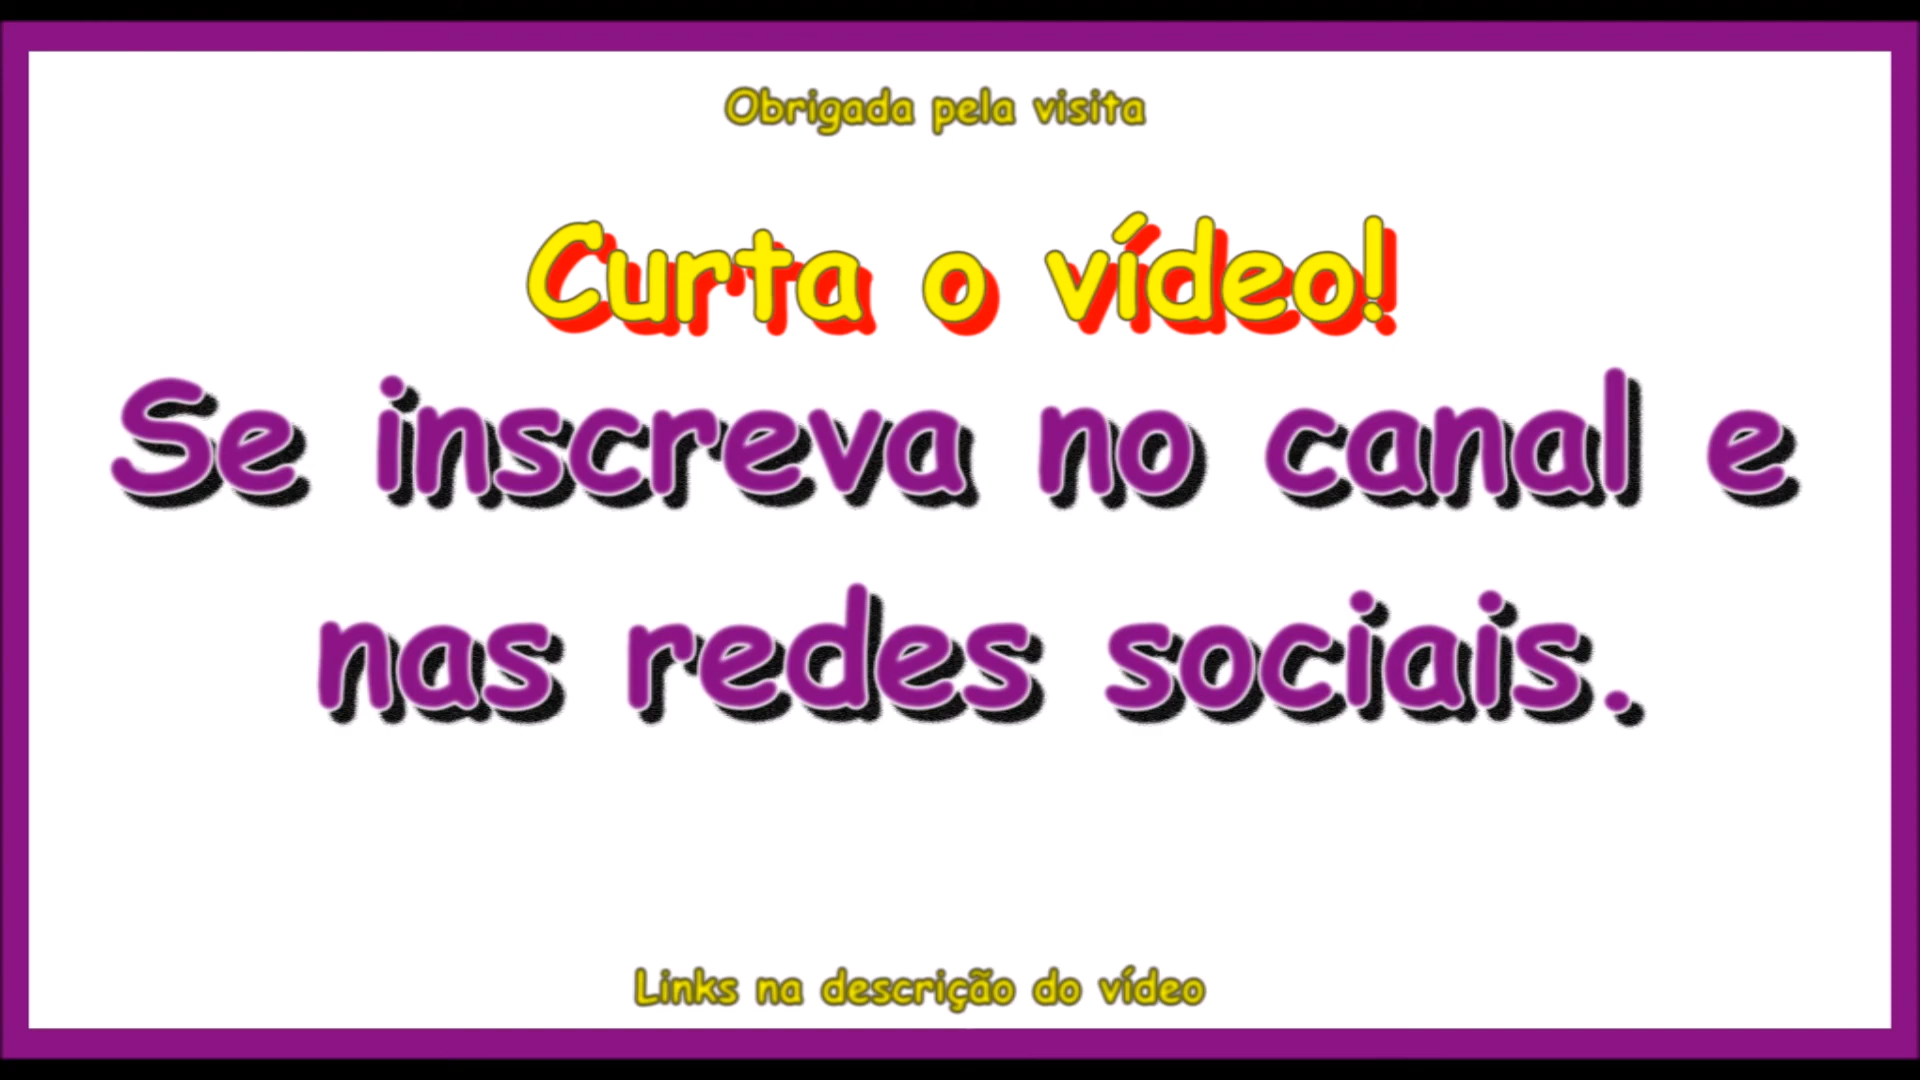 Obrigada pela visita
Curta o vídeo!
Se inscreva no canal e
nas redes sociais.
Links na descrição do vídeo